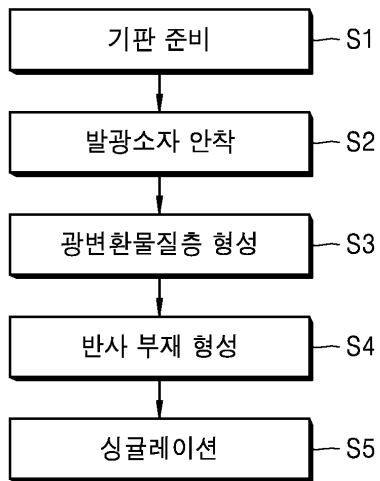 기판 준비 S1
발광소자 안착 S2
광변환물질층 형성 S3
반사 부재 형성 S4
싱귤레이션 S5